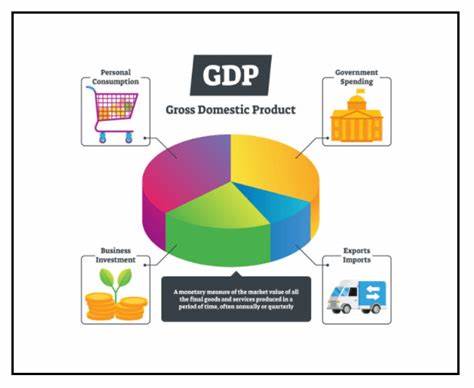 GDP
Gross Domestic Product
Personal
Consumption
Government
Spending
Business
Investment
Exports
Imports
A monetary measure of the market value of all
the final goods and services produced in a
period of time, often annually or quarterly